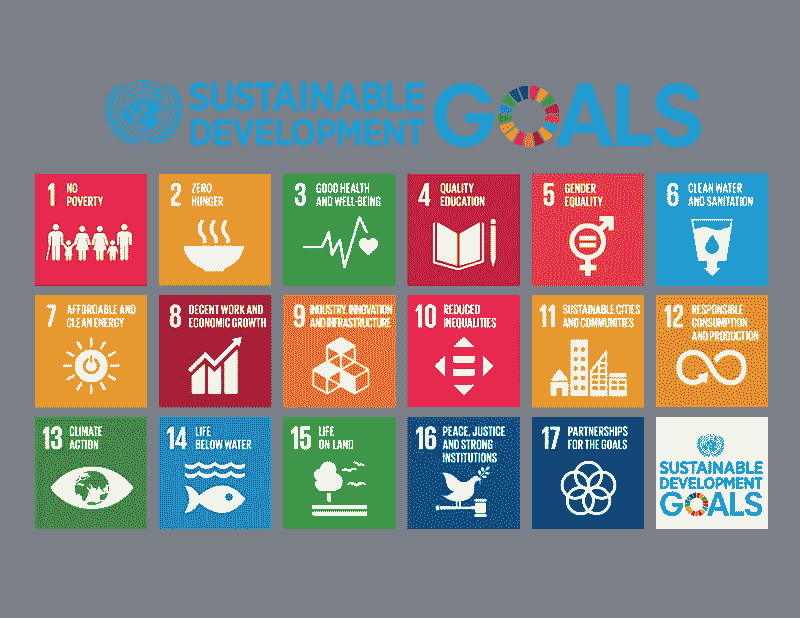 SUSTAINABLE
DEVELOPMENT
GOALS
1 NO
POVERTY
2 ZERO
HUNGER
3 GOOD HEALTH
AND WELL-BEING
4 QUALITY
EDUCATION
5 GENDER
EQUALITY
6 CLEAN WATER
AND SANITATION
7 AFFORDABLE AND
CLEAN ENERGY
8 DECENT WORK AND
ECONOMIC GROWTH
9 INDUSTRY, INNOVATION
AND INFRASTRUCTURE
10 REDUCED
INEQUALITIES
11 SUSTAINABLE CITIES
AND COMMUNITIES
12 RESPONSIBLE
CONSUMPTION
AND PRODUCTION
13 CLIMATE
ACTION
14 LIFE
BELOW WATER
15 LIFE
ON LAND
16 PEACE, JUSTICE
AND STRONG
INSTITUTIONS
17 PARTNERSHIPS
FOR THE GOALS
SUSTAINABLE
DEVELOPMENT
GOALS